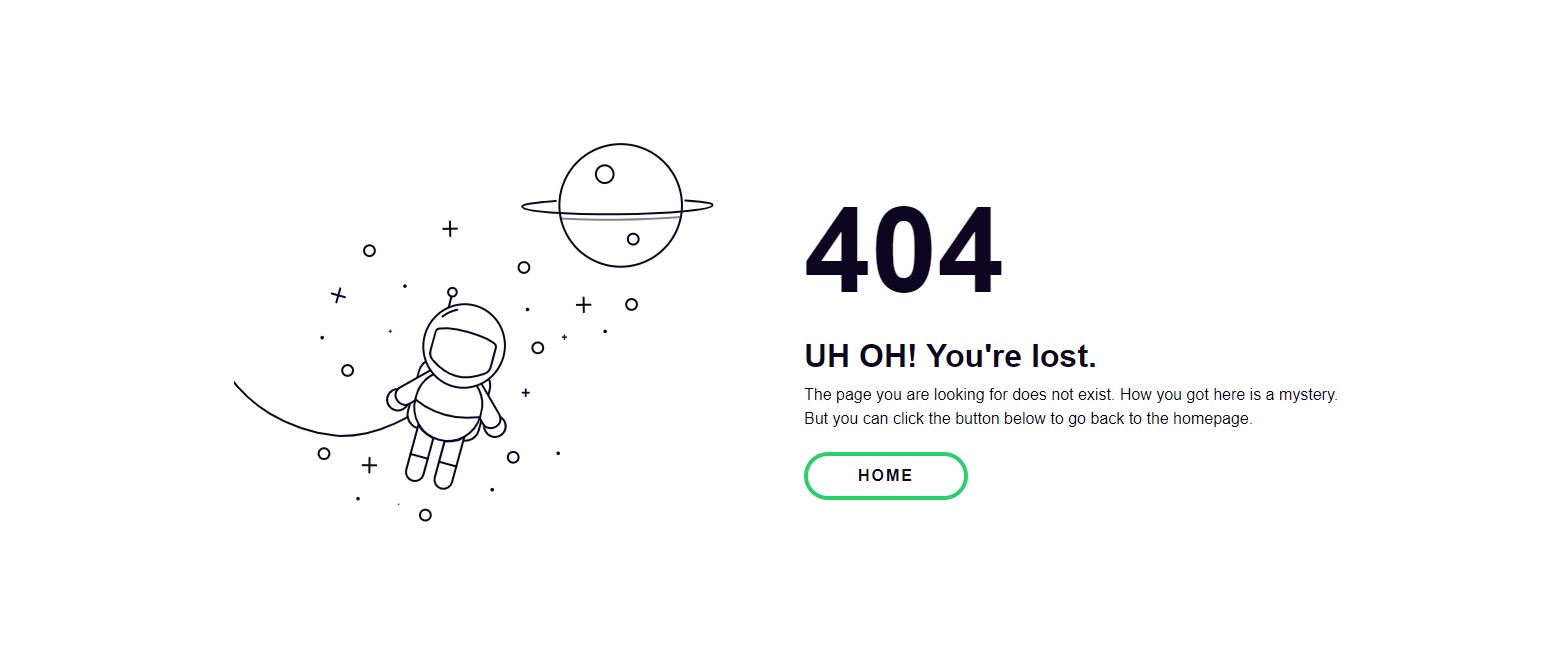 404
UH OH! You're lost.
The page you are looking for does not exist. How you got here is a mystery.
But you can click the button below to go back to the homepage.
HOME